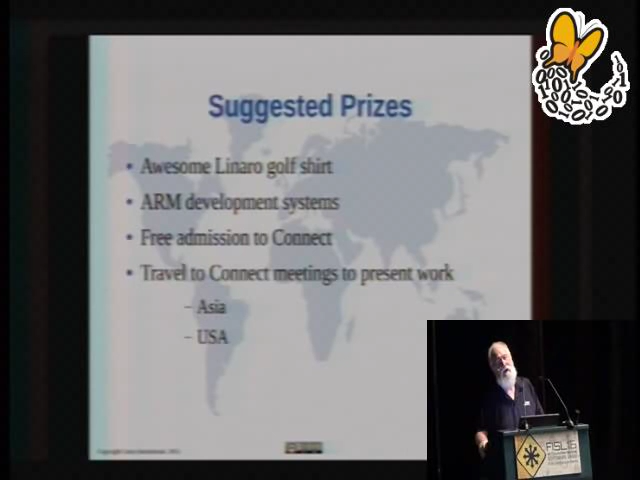 Suggested Prizes
• Awesome Linaro golf shirt
• ARM development systems
• Free admission to Connect
• Travel to Connect meetings to present work
– Asia
– USA
FISL16